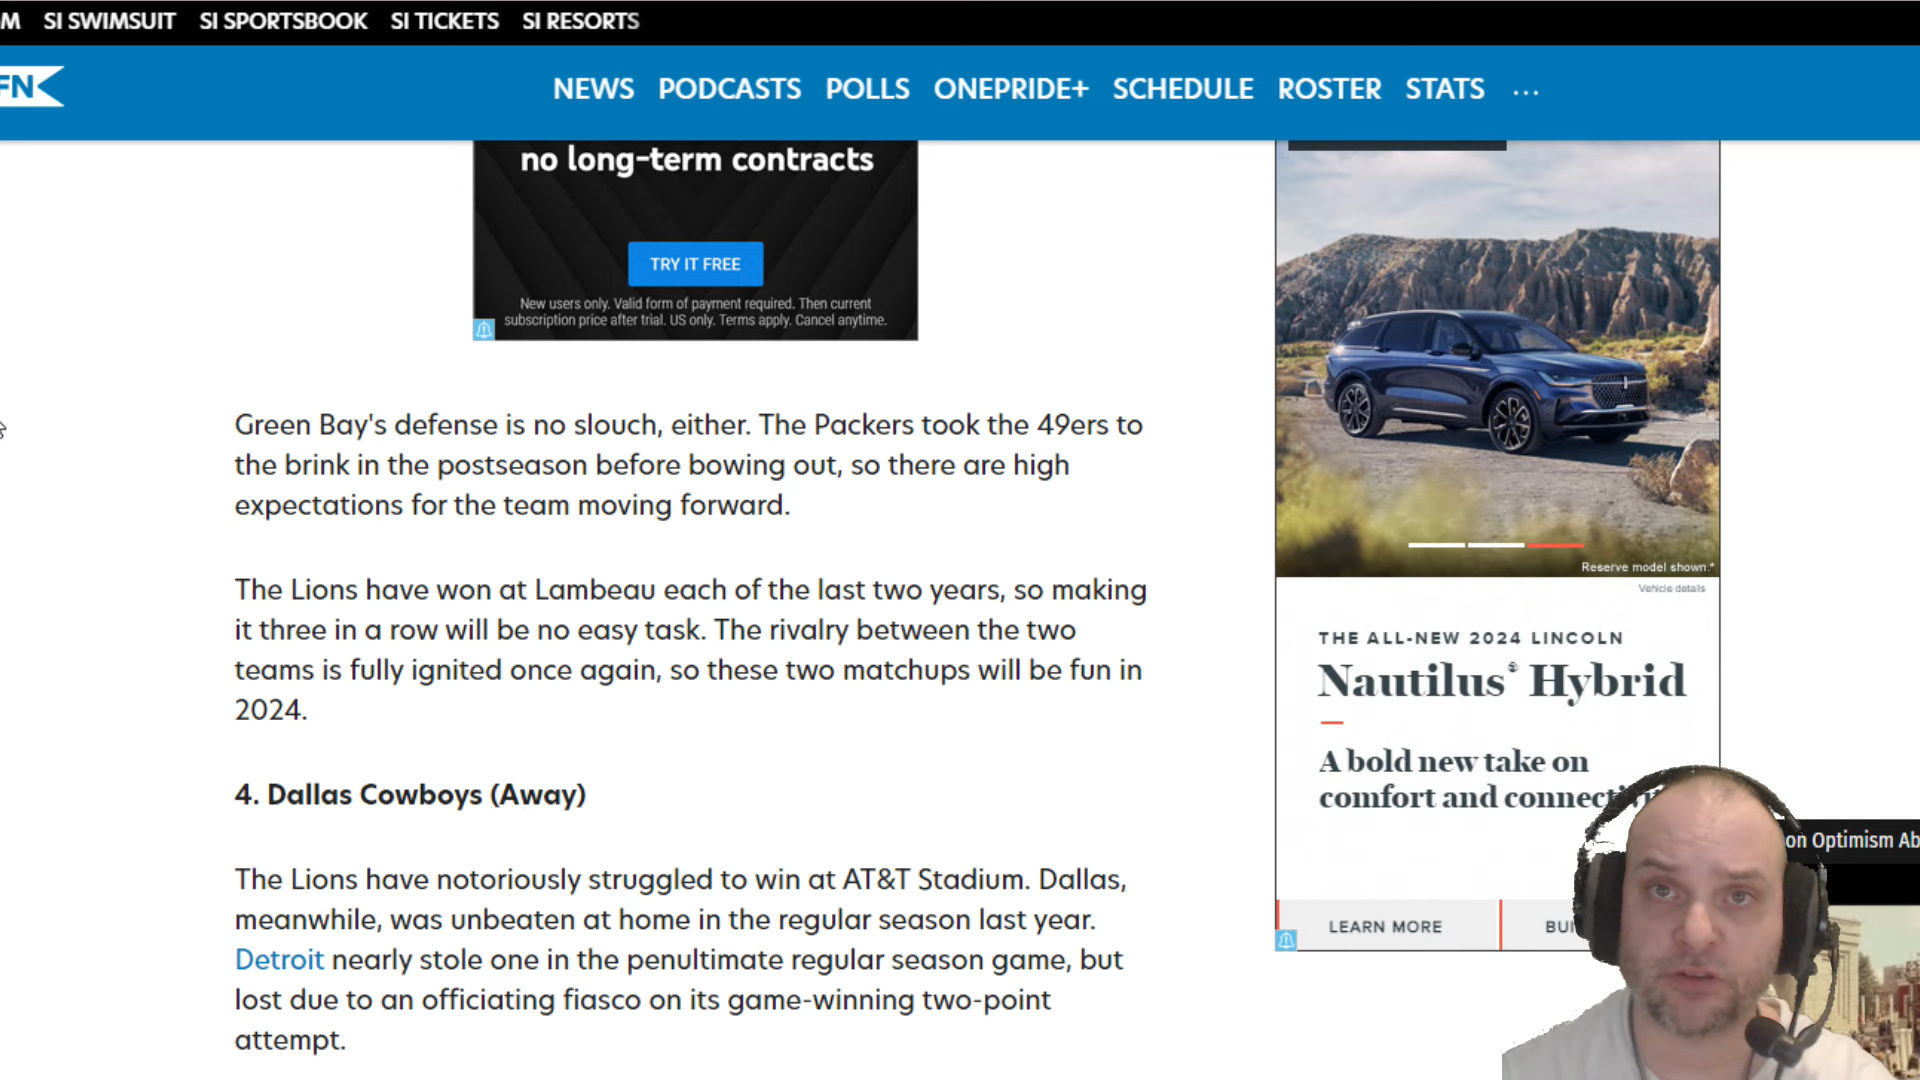 SI SWIMSUIT SI SPORTSBOOK SI TICKETS SI RESORTS
FN NEWS PODCASTS POLLS ONEPRIDE+ SCHEDULE ROSTER STATS ...
no long-term contracts
TRY IT FREE
New users only. Valid form of payment required. Then current
subscription price after trial. US only. Terms apply. Cancel anytime.
Green Bay's defense is no slouch, either. The Packers took the 49ers to
the brink in the postseason before bowing out, so there are high
expectations for the team moving forward.
The Lions have won at Lambeau each of the last two years, so making
it three in a row will be no easy task. The rivalry between the two
teams is fully ignited once again, so these two matchups will be fun in
2024.
4. Dallas Cowboys (Away)
The Lions have notoriously struggled to win at AT&T Stadium. Dallas,
meanwhile, was unbeaten at home in the regular season last year.
Detroit nearly stole one in the penultimate regular season game, but
lost due to an officiating fiasco on its game-winning two-point
attempt.
Reserve model shown.*
Vehicle details
THE ALL-NEW 2024 LINCOLN
Nautilus® Hybrid
A bold new take on
comfort and
LEARN MORE
on Optimism